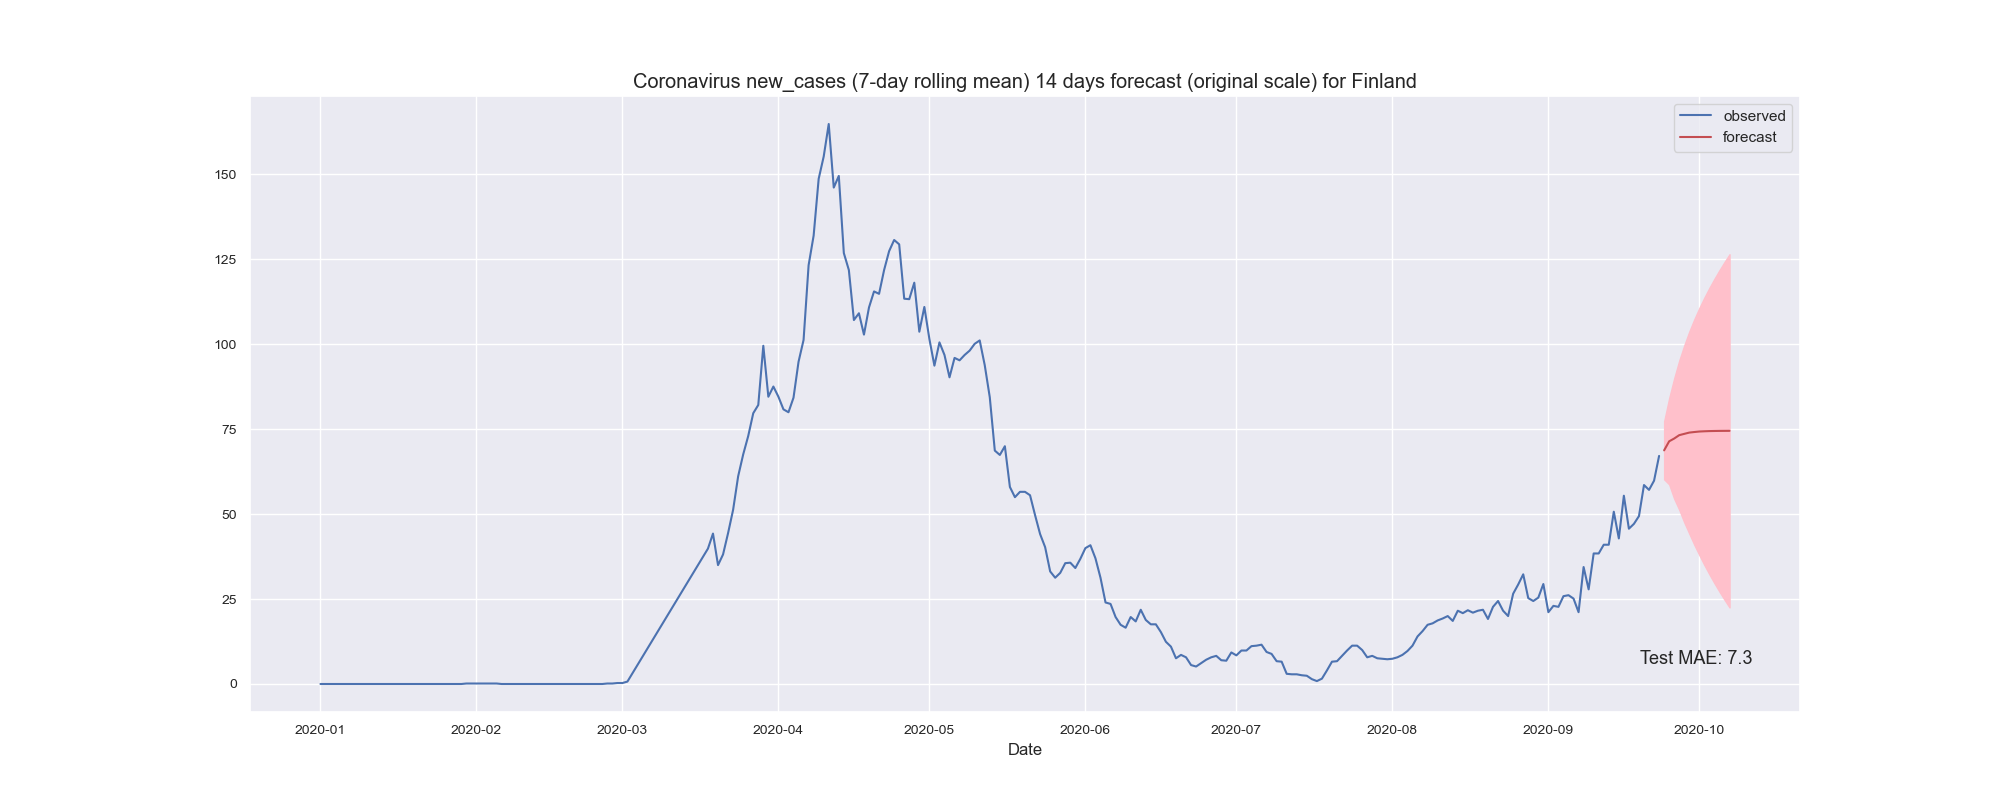 Coronavirus new_cases (7-day rolling mean) 14 days forecast (original scale) for Finland
observed
forecast
150
125
100
75
50
25
0
Test MAE: 7.3
2020-01 2020-02 2020-03 2020-04 2020-05 2020-06 2020-07 2020-08 2020-09 2020-10
Date